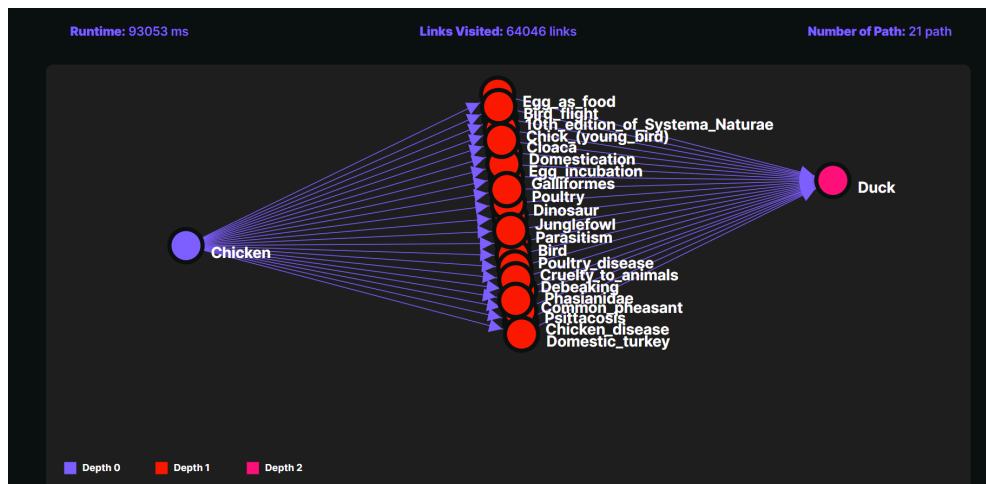 Runtime: 93053 ms
Links Visited: 64046 links
Number of Path: 21 path
Egg_as_food
Bird_flight
10th_edition_of_Systema_Naturae
Chick_(young_bird)
Cloaca
Domestication
Egg_incubation
Galliformes
Poultry
Dinosaur
Junglefowl
Parasitism
Bird
Poultry_disease
Cruelty_to_animals
Debeaking
Phasianidae
Common_pheasant
Psittacosis
Chicken_disease
Domestic_turkey
Chicken
Duck
Depth 0
Depth 1
Depth 2